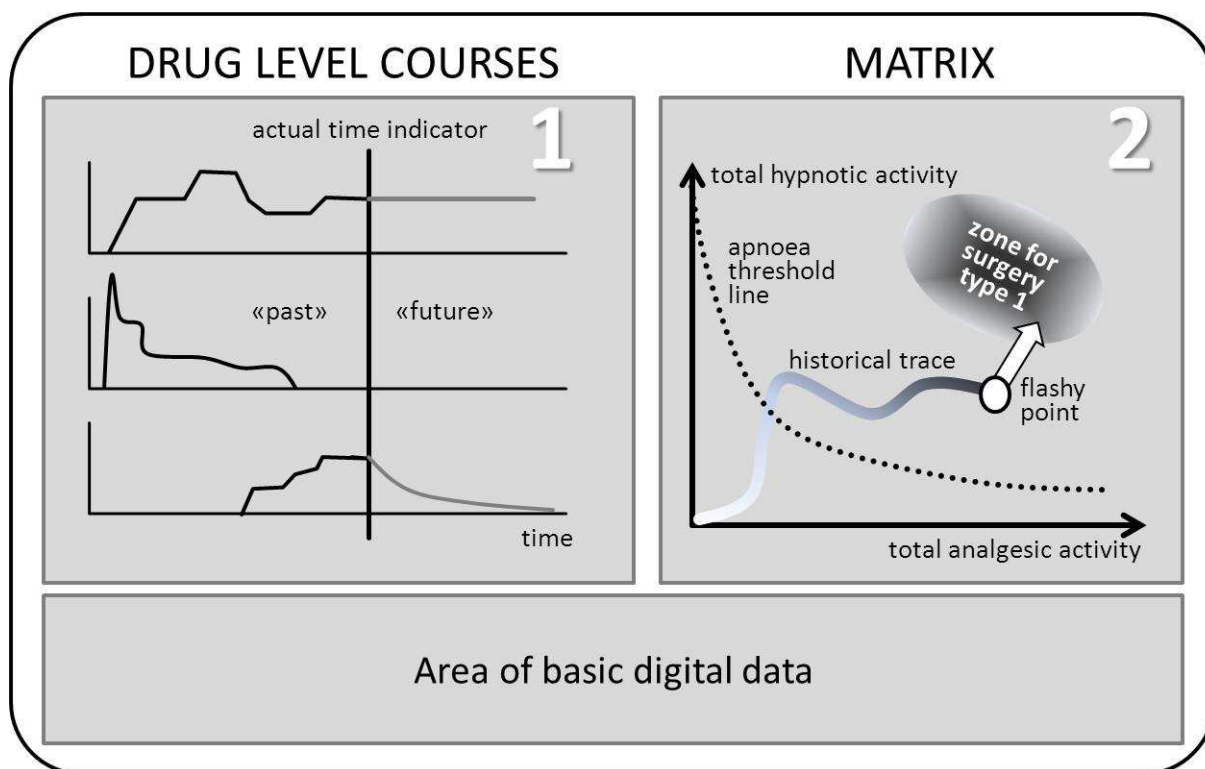 DRUG LEVEL COURSES
1
actual time indicator
«past»
«future»
time
MATRIX
2
total hypnotic activity
apnoea
threshold
line
zone for
surgery
type 1
historical trace
flashy
point
total analgesic activity
Area of basic digital data